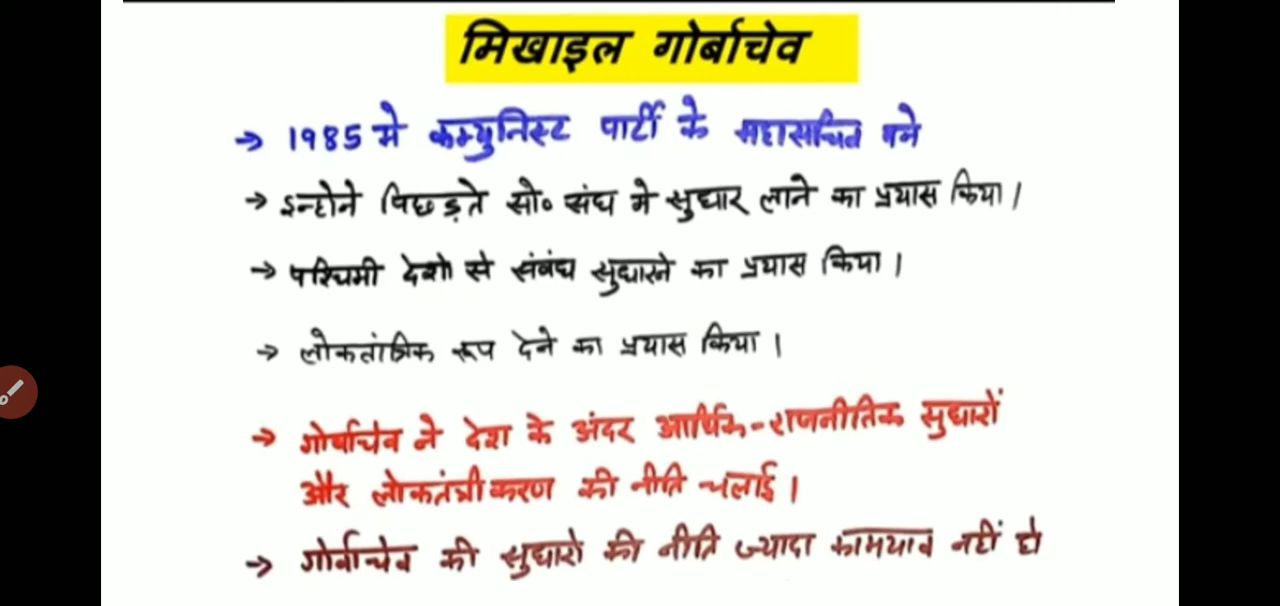 मिखाइल गोर्बाचेव
→ 1985 मे कम्युनिस्ट पार्टी के महासचिव बने
→ इन्होने पिछड़ते सो० संघ मे सुधार लाने का प्रयास किया।
→ पश्चिमी देशो से संबंध सुधारने का प्रयास किया।
→ लोकतांत्रिक रूप देने का प्रयास किया।
→ गोर्बाचेव ने देश के अंदर आर्थिक-राजनीतिक सुधारों
और लोकतंत्रीकरण की नीति चलाई।
→ गोर्बाचेव की सुधारो की नीति ज्यादा कामयाब नहीं हो